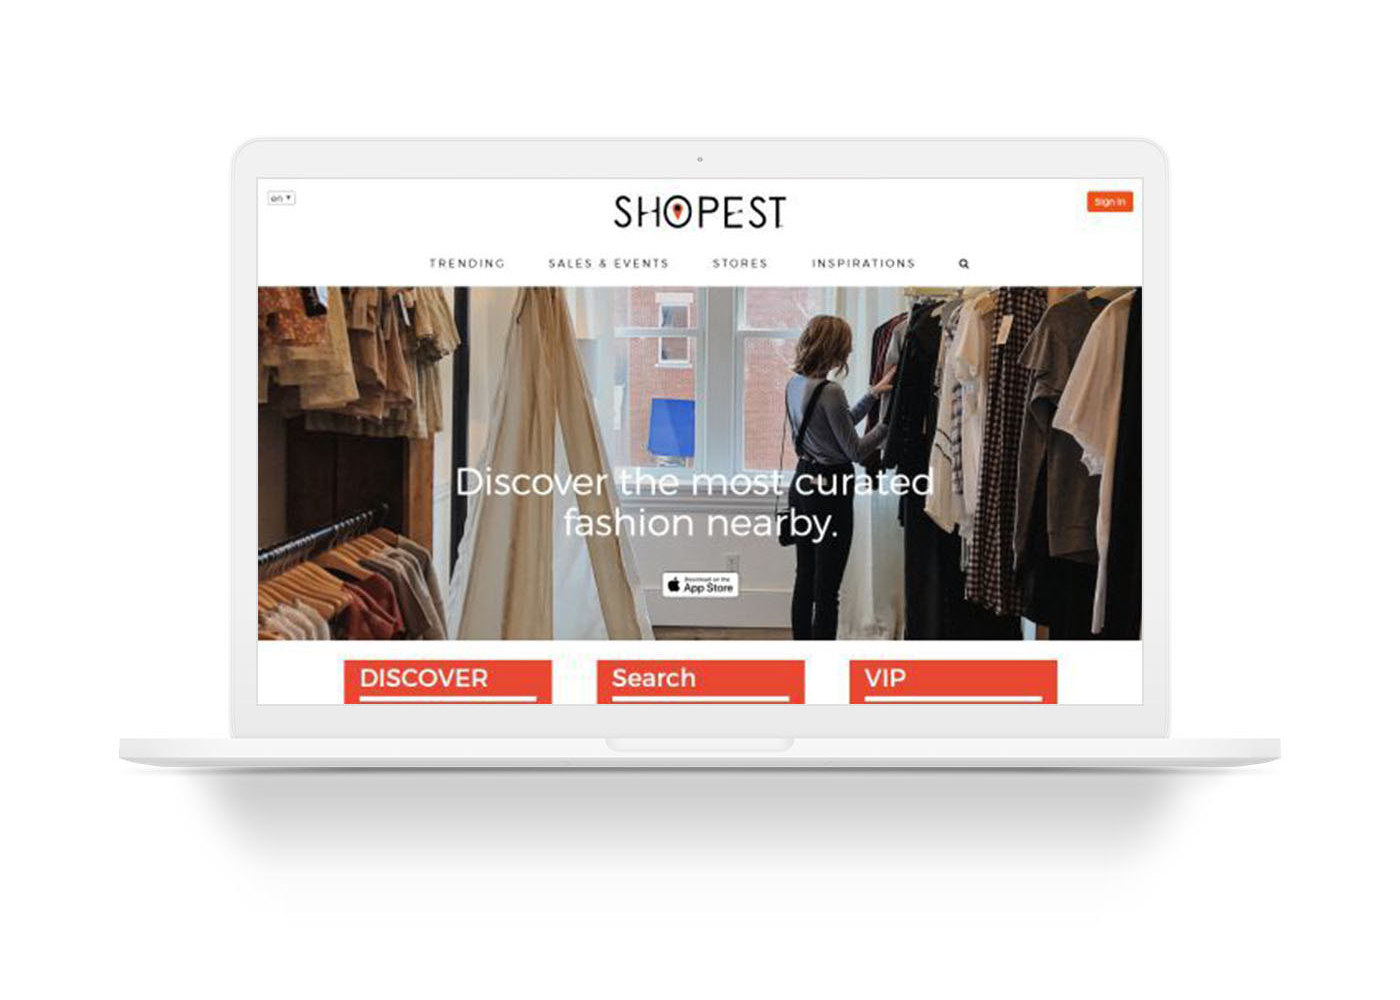 en
SHOPEST
Sign in
TRENDING SALES & EVENTS STORES INSPIRATIONS
Discover the most curated
fashion nearby.
Download on the
App Store
DISCOVER Search VIP